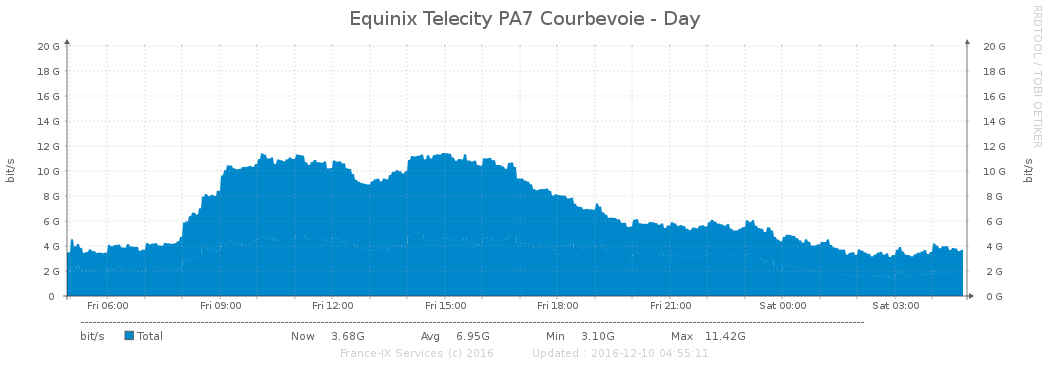 Equinix Telecity PA7 Courbevoie - Day
RRDTOOL / TOBI OETIKER
bit/s
20 G
18 G
16 G
14 G
12 G
10 G
8 G
6 G
4 G
2 G
0
20 G
18 G
16 G
14 G
12 G
10 G
8 G
6 G
4 G
2 G
0 G
bit/s
Fri 06:00 Fri 09:00 Fri 12:00 Fri 15:00 Fri 18:00 Fri 21:00 Sat 00:00 Sat 03:00
bit/s Total Now 3.68G Avg 6.95G Min 3.10G Max 11.42G
France-IX Services (c) 2016 Updated : 2016-12-10 04:55:11